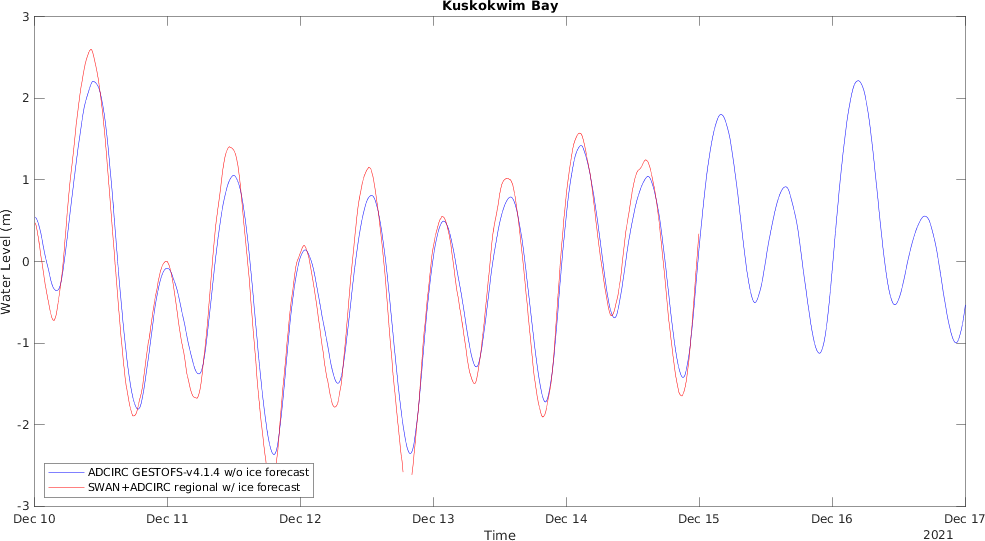 Kuskokwim Bay
3
2
1
0
-1
-2
-3
Water Level (m)
ADCIRC GESTOFS-v4.1.4 w/o ice forecast
SWAN+ADCIRC regional w/ ice forecast
Dec 10 Dec 11 Dec 12 Dec 13 Dec 14 Dec 15 Dec 16 Dec 17
Time
2021